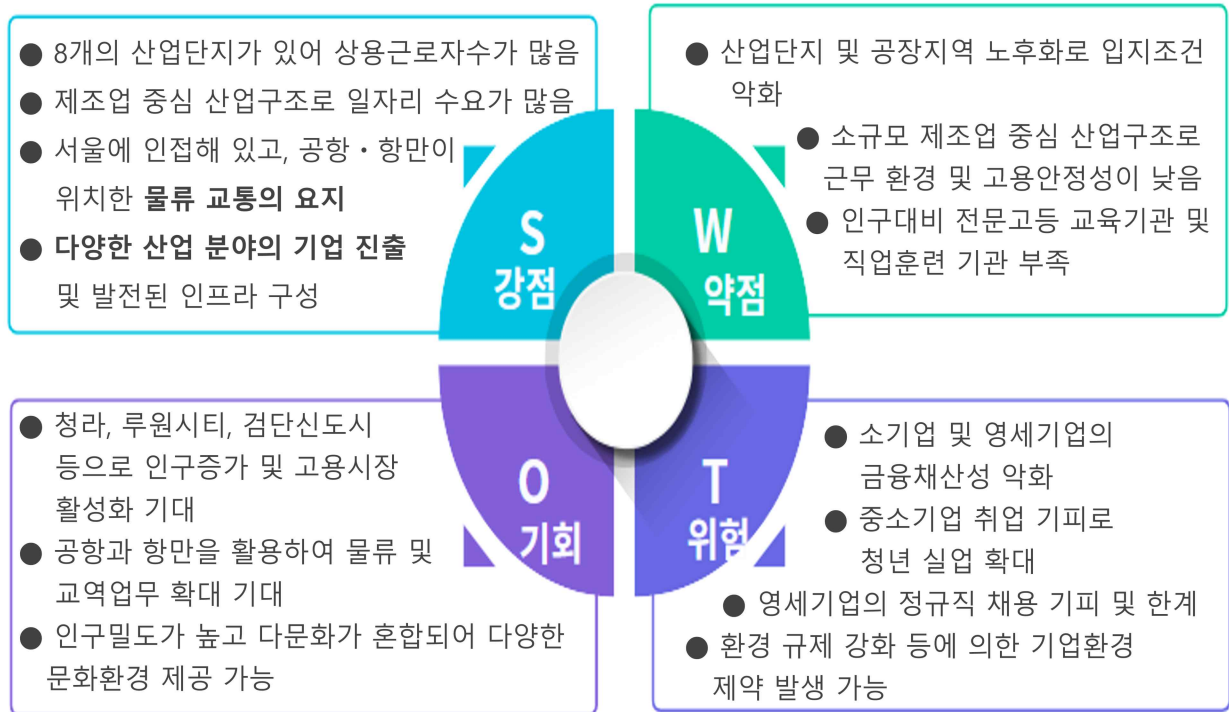 ● 8개의 산업단지가 있어 상용근로자수가 많음
● 제조업 중심 산업구조로 일자리 수요가 많음
● 서울에 인접해 있고, 공항・항만이
위치한 물류 교통의 요지
● 다양한 산업 분야의 기업 진출
및 발전된 인프라 구성
S
강점
● 산업단지 및 공장지역 노후화로 입지조건
악화
● 소규모 제조업 중심 산업구조로
근무 환경 및 고용안정성이 낮음
● 인구대비 전문고등 교육기관 및
직업훈련 기관 부족
W
약점
● 청라, 루원시티, 검단신도시
등으로 인구증가 및 고용시장
활성화 기대
● 공항과 항만을 활용하여 물류 및
교역업무 확대 기대
● 인구밀도가 높고 다문화가 혼합되어 다양한
문화환경 제공 가능
O
기회
● 소기업 및 영세기업의
금융채산성 악화
● 중소기업 취업 기피로
청년 실업 확대
● 영세기업의 정규직 채용 기피 및 한계
● 환경 규제 강화 등에 의한 기업환경
제약 발생 가능
T
위험